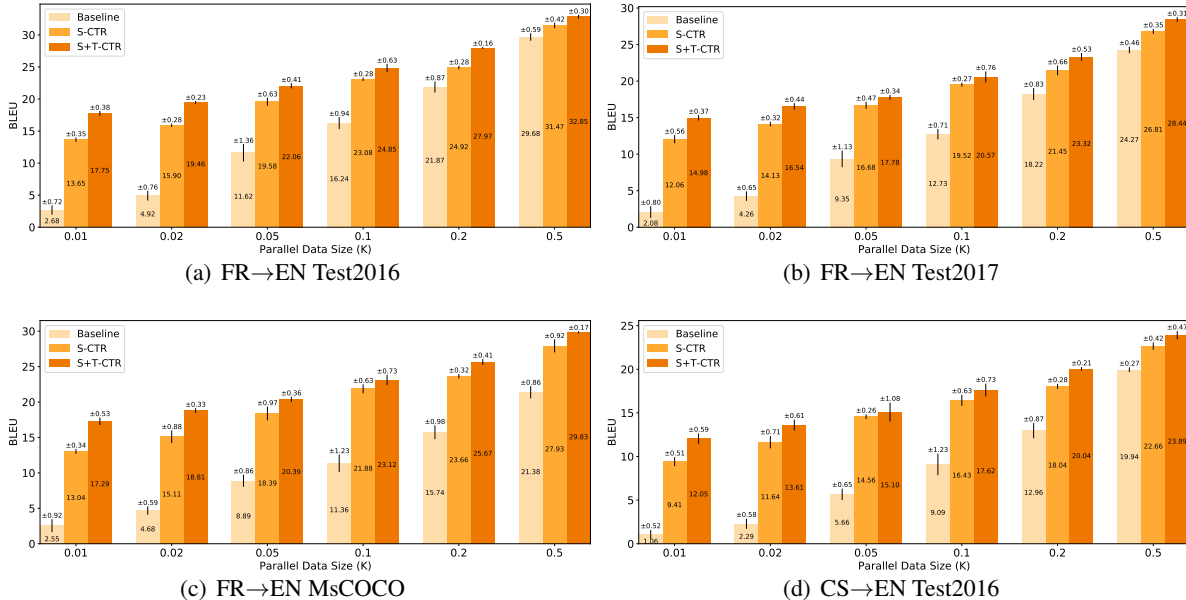 Baseline
S-CTR
S+T-CTR
BLEU
30
25
20
15
10
5
0
±0.72 ±0.35 ±0.38 ±0.76 ±0.28 ±0.23 ±1.36 ±0.63 ±0.41 ±0.94 ±0.28 ±0.63 ±0.87 ±0.28 ±0.16 ±0.59 ±0.42 ±0.30
2.68 13.65 17.75 4.92 15.90 19.46 11.62 19.58 22.06 16.24 23.08 24.85 21.87 24.92 27.97 29.68 31.47 32.85
0.01 0.02 0.05 0.1 0.2 0.5
Parallel Data Size (K)
(a) FR→EN Test2016
Baseline
S-CTR
S+T-CTR
BLEU
30
25
20
15
10
5
0
±0.80 ±0.56 ±0.37 ±0.65 ±0.32 ±0.44 ±1.13 ±0.47 ±0.34 ±0.71 ±0.27 ±0.76 ±0.83 ±0.66 ±0.53 ±0.46 ±0.35 ±0.31
2.08 12.06 14.98 4.26 14.13 16.54 9.35 16.68 17.78 12.73 19.52 20.57 18.22 21.45 23.32 24.27 26.81 28.44
0.01 0.02 0.05 0.1 0.2 0.5
Parallel Data Size (K)
(b) FR→EN Test2017
Baseline
S-CTR
S+T-CTR
BLEU
30
25
20
15
10
5
0
±0.92 ±0.34 ±0.53 ±0.59 ±0.88 ±0.33 ±0.86 ±0.97 ±0.36 ±1.23 ±0.63 ±0.73 ±0.98 ±0.32 ±0.41 ±0.86 ±0.92 ±0.17
2.55 13.04 17.29 4.68 15.11 18.81 8.89 18.39 20.39 11.36 21.88 23.12 15.74 23.66 25.67 21.38 27.93 29.83
0.01 0.02 0.05 0.1 0.2 0.5
Parallel Data Size (K)
(c) FR→EN MsCOCO
Baseline
S-CTR
S+T-CTR
BLEU
25
20
15
10
5
0
±0.52 ±0.51 ±0.59 ±0.58 ±0.71 ±0.61 ±0.65 ±0.26 ±1.08 ±1.23 ±0.63 ±0.73 ±0.87 ±0.28 ±0.21 ±0.27 ±0.42 ±0.47
1.06 9.41 12.05 2.29 11.64 13.61 5.66 14.56 15.10 9.09 16.43 17.62 12.96 18.04 20.04 19.94 22.66 23.89
0.01 0.02 0.05 0.1 0.2 0.5
Parallel Data Size (K)
(d) CS→EN Test2016